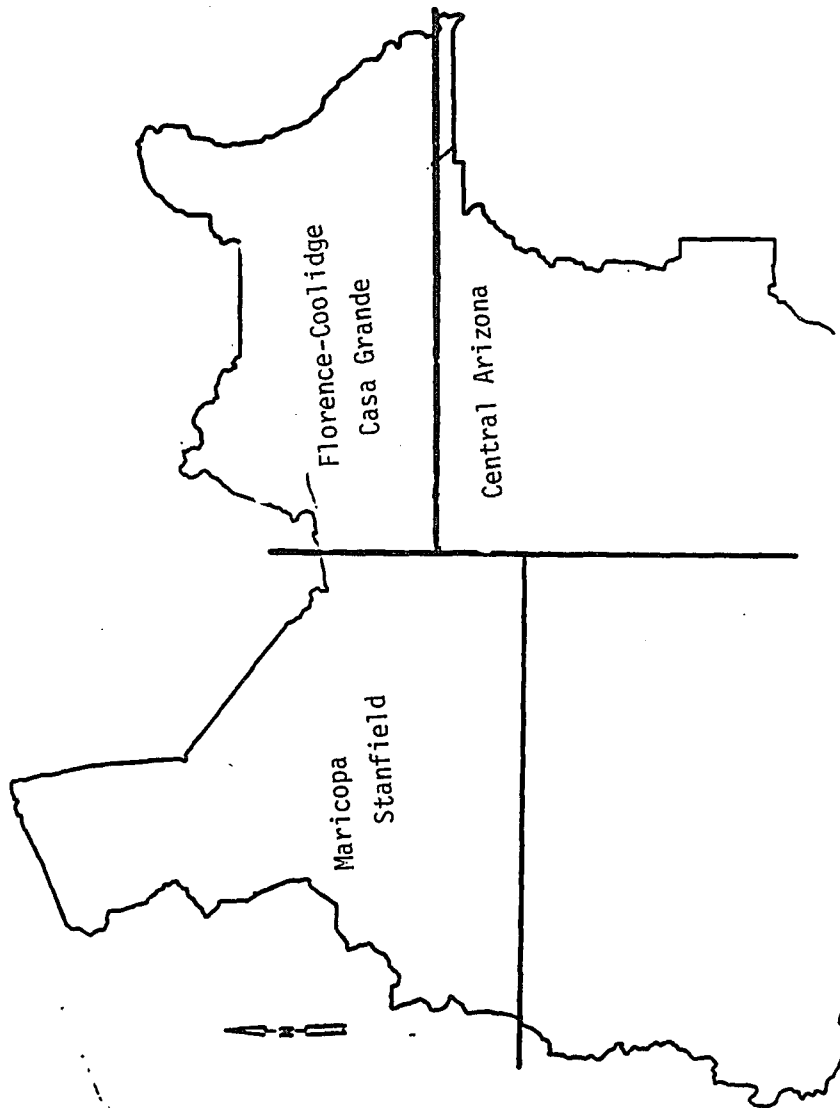 Florence-Coolidge
Casa Grande
Central Arizona
Maricopa
Stanfield
N